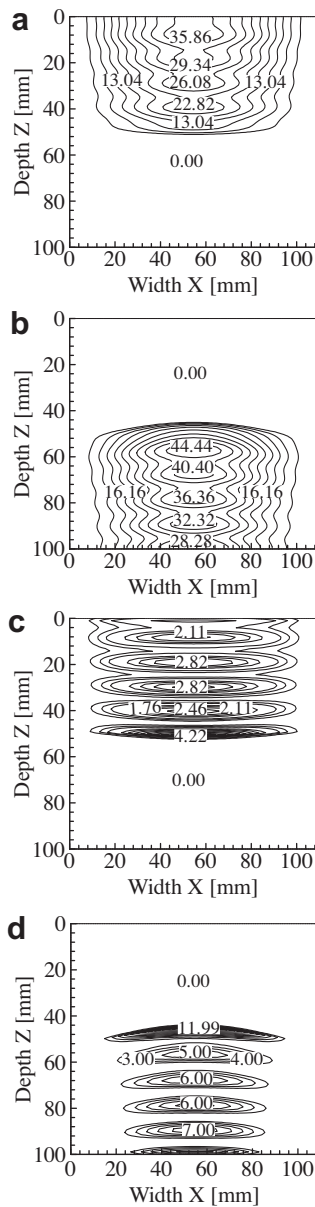 a
0
20
40
60
80
100
Depth Z [mm]
35.86
29.34
26.08
13.04
13.04
22.82
13.04
0.00
0 20 40 60 80 100
Width X [mm]
b
0
20
40
60
80
100
Depth Z [mm]
0.00
44.44
40.40
16.16
36.36
16.16
32.32
28.28
0 20 40 60 80 100
Width X [mm]
c
0
20
40
60
80
100
Depth Z [mm]
2.11
2.82
2.82
1.76 2.46 2.11
4.22
0.00
0 20 40 60 80 100
Width X [mm]
d
0
20
40
60
80
100
Depth Z [mm]
0.00
11.99
3.00 5.00 4.00
6.00
6.00
7.00
0 20 40 60 80 100
Width X [mm]